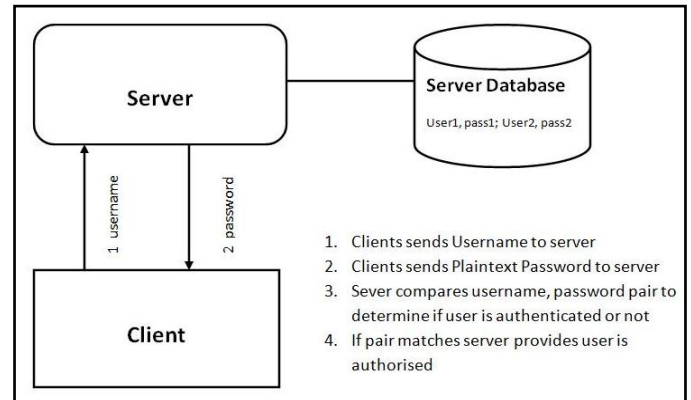 Server
Server Database
User1, pass1; User2, pass2
1 username
2 password
Client
1. Clients sends Username to server
2. Clients sends Plaintext Password to server
3. Sever compares username, password pair to
determine if user is authenticated or not
4. If pair matches server provides user is
authorised